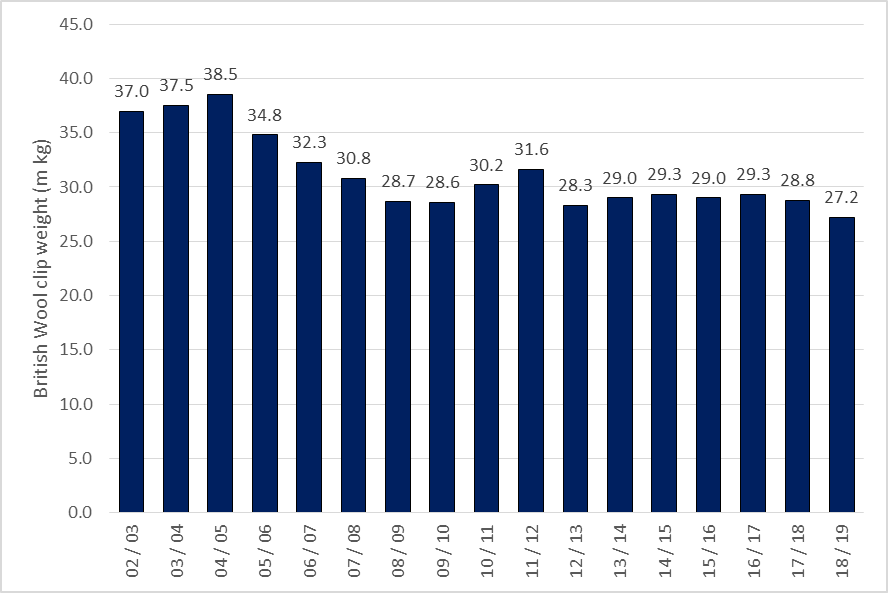 British Wool clip weight (m kg)
45.0
40.0
35.0
30.0
25.0
20.0
15.0
10.0
5.0
0.0
37.0
37.5
38.5
34.8
32.3
30.8
28.7
28.6
30.2
31.6
28.3
29.0
29.3
29.0
29.3
28.8
27.2
02 / 03
03 / 04
04 / 05
05 / 06
06 / 07
07 / 08
08 / 09
09 / 10
10 / 11
11 / 12
12 / 13
13 / 14
14 / 15
15 / 16
16 / 17
17 / 18
18 / 19